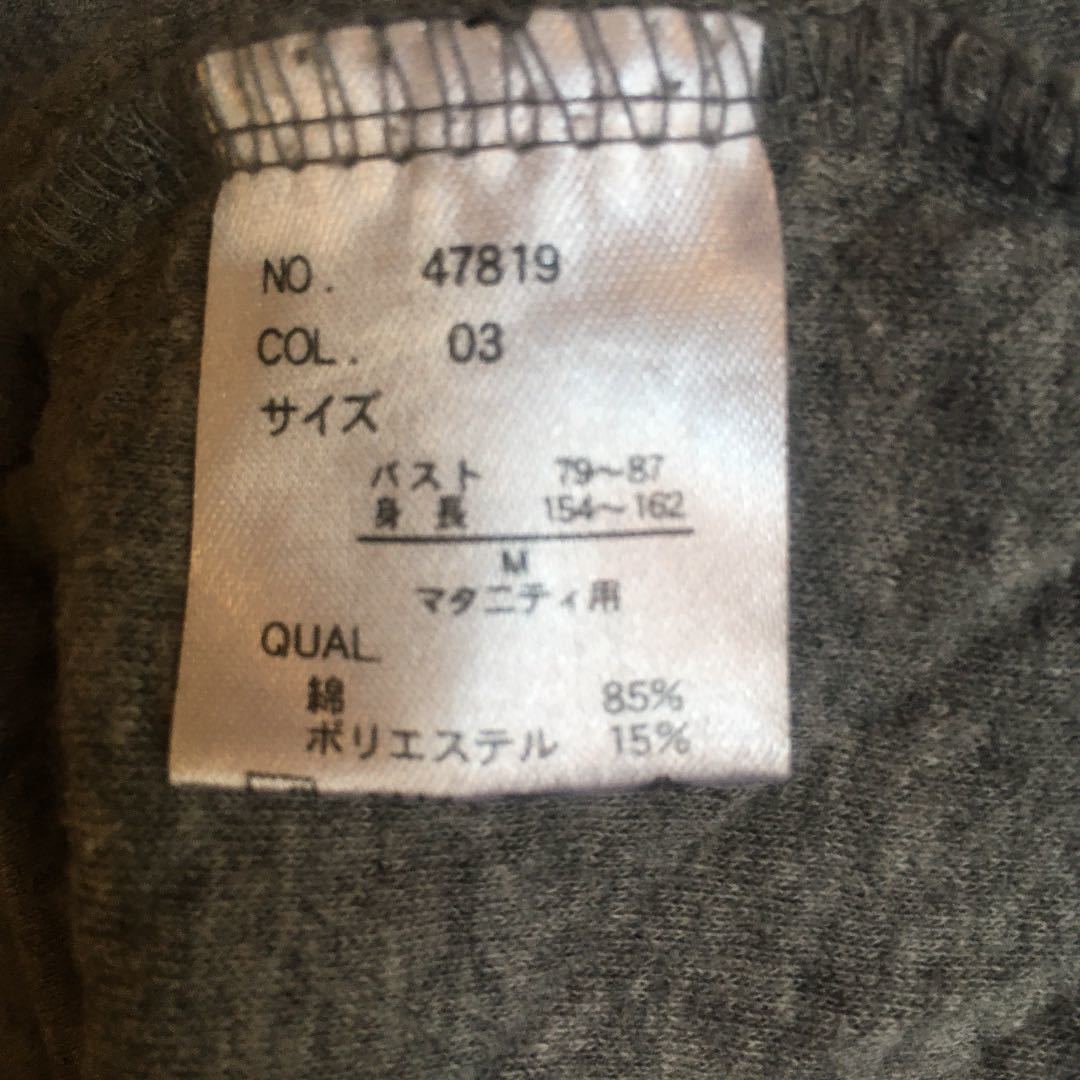 NO. 47819
COL. 03
サイズ
バスト 79～87
身長 154～162
M
マタニティ用
QUAL
綿 85%
ポリエステル 15%